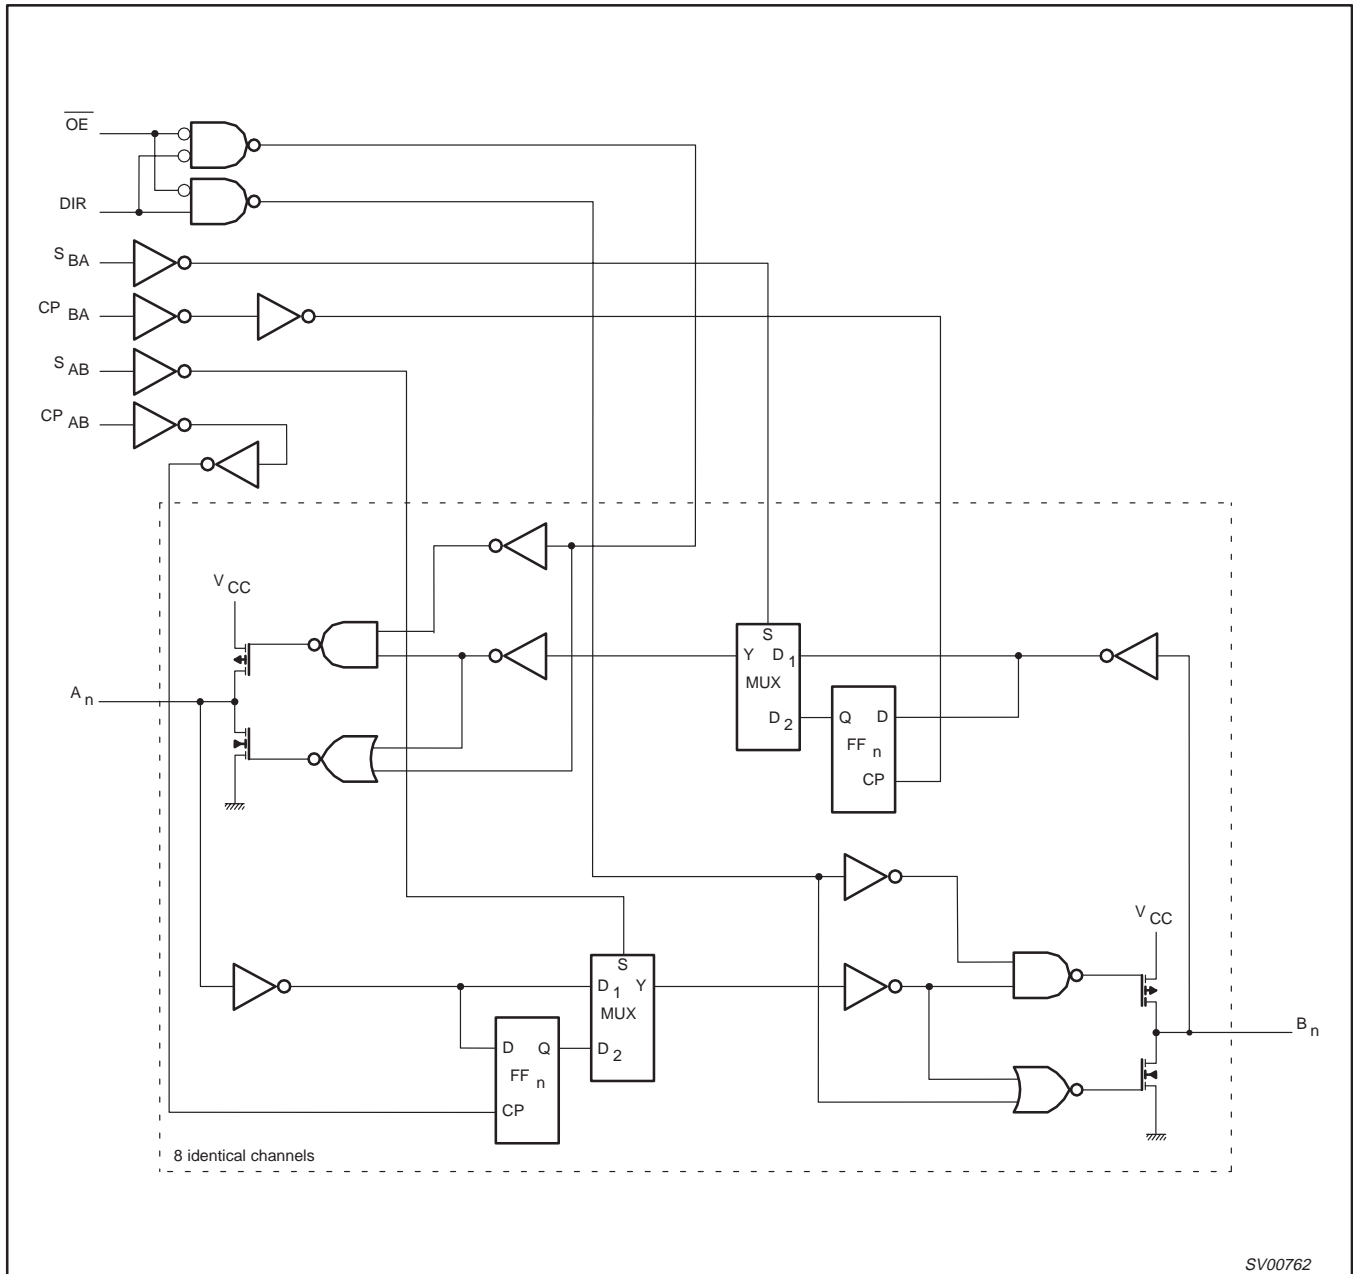 OE
DIR
S BA
CP BA
S AB
CP AB
V CC
A n
S
Y D 1
MUX
D 2
Q D
FF n
CP
V CC
S
D 1 Y
MUX
D 2
D Q
FF n
CP
B n
8 identical channels
SV00762